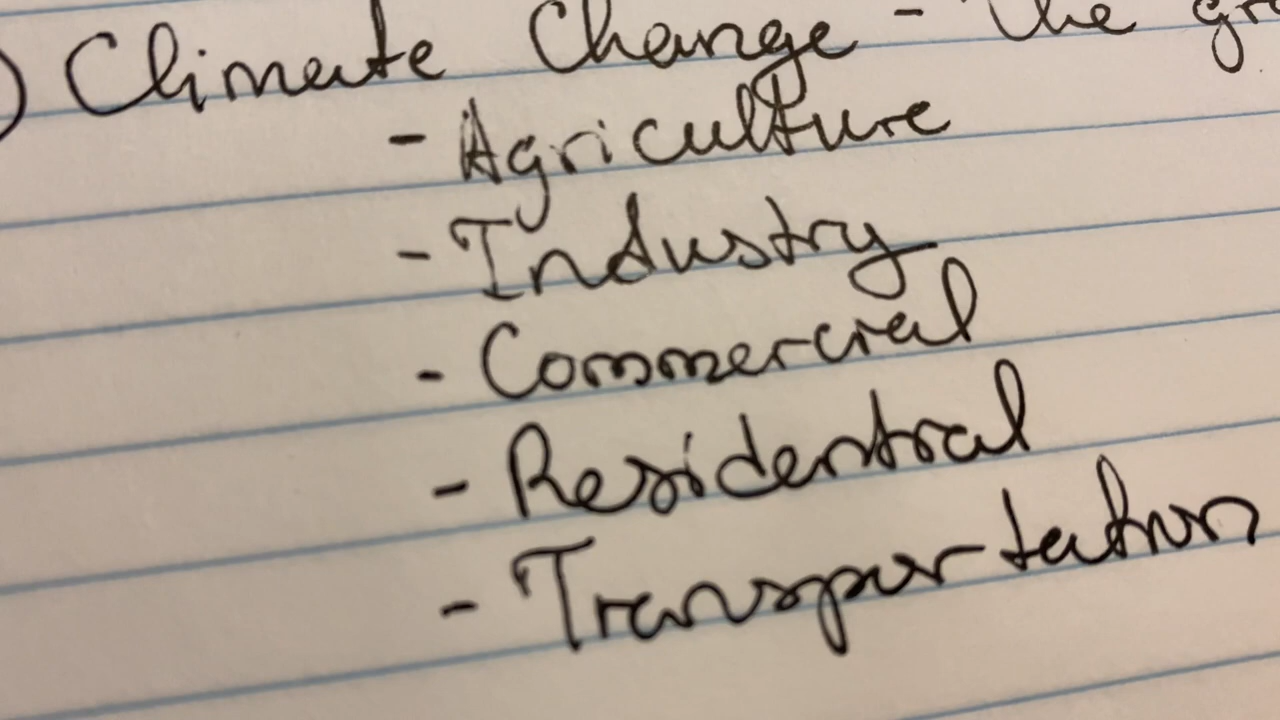 ) Climate Change - The
- Agriculture
- Industry
- Commercial
- Residential
- Transportation